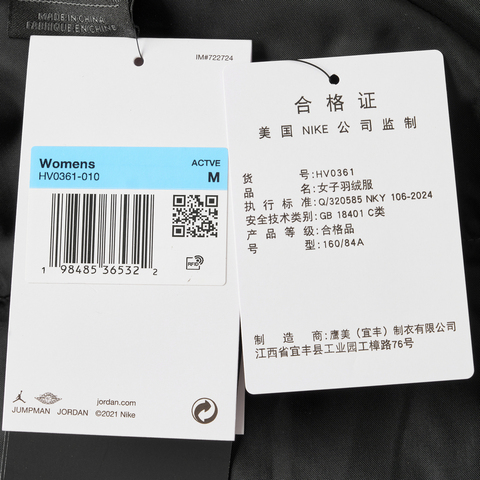 MADE IN CHINA
FABRIQUE EN CHINE
IM#722724
Womens
ACTVE
HV0361-010
M
1 98485 36532 2
RFID
jordan.com
JUMPMAN JORDAN ©2021 Nike
合格证
美国 NIKE 公司监制
货号:HV0361
品名:女子羽绒服
执行标准:Q/320585 NKY 106-2024
安全技术类别:GB 18401 C类
产品等级:合格品
号型:160/84A
制造商:鹰美（宜丰）制衣有限公司
江西省宜丰县工业园工樟路76号